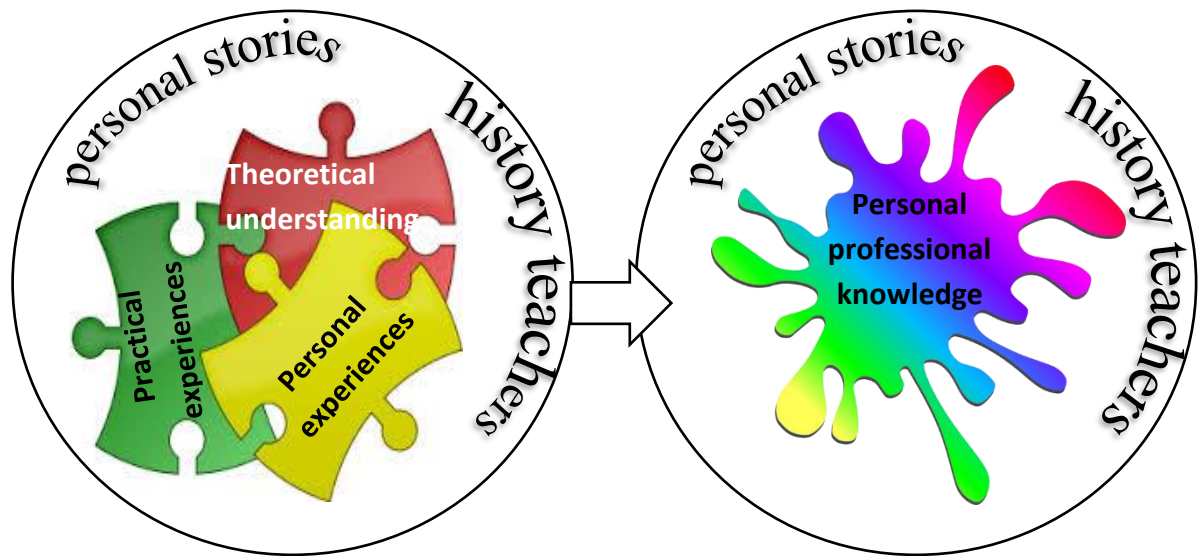 personal stories
history teachers
Theoretical
understanding
Practical
experiences
Personal
experiences
personal stories
history teachers
Personal
professional
knowledge